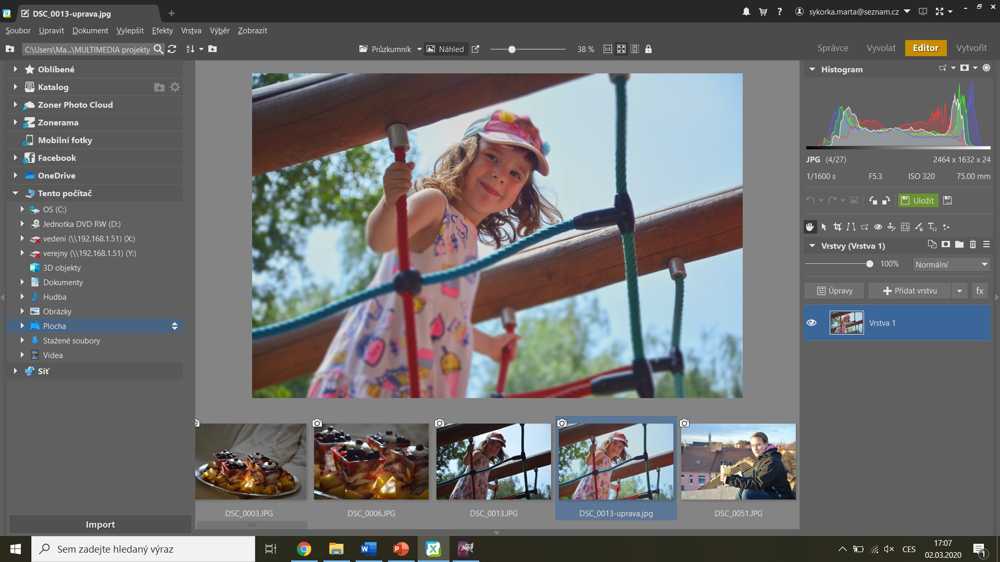 DSC_0013-uprava.jpg
sykorka.marta@seznam.cz
Soubor Upravit Dokument Vylepšit Efekty Vrstva Výběr Zobrazit
C:\Users\Ma...\MULTIMEDIA projekty
Průzkumník Náhled 38 %
Správce Vyvolat Editor Vytvořit
Oblíbené
Katalog
Zoner Photo Cloud
Zonerama
Mobilní fotky
Facebook
OneDrive
Tento počítač
OS (C:)
Jednotka DVD RW (D:)
vedeni (\\192.168.1.51) (X:)
verejny (\\192.168.1.51) (Y:)
3D objekty
Dokumenty
Hudba
Obrázky
Plocha
Stažené soubory
Videa
Síť
Import
Histogram
JPG (4/27) 2464 x 1632 x 24
1/1600 s F5.3 ISO 320 75.00 mm
Uložit
Vrstvy (Vrstva 1)
100% Normální
Úpravy Přidat vrstvu fx
Vrstva 1
DSC_0003.JPG DSC_0006.JPG DSC_0013.JPG DSC_0013-uprava.jpg DSC_0051.JPG
Sem zadejte hledaný výraz
CES
17:07
02.03.2020
1